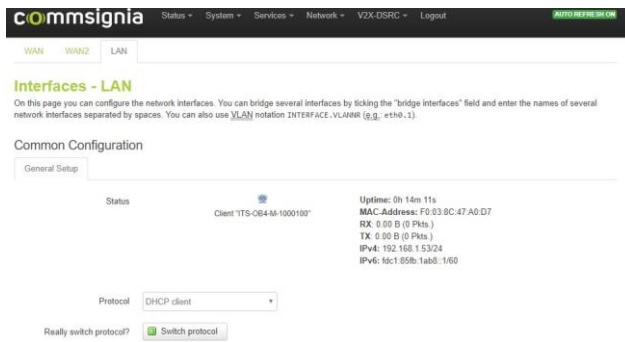 commsignia Status System Services Network V2X-DSRC Logout AUTO REFRESH ON
WAN WAN2 LAN
Interfaces - LAN
On this page you can configure the network interfaces. You can bridge several interfaces by ticking the "bridge interfaces" field and enter the names of several
network interfaces separated by spaces. You can also use VLAN notation INTERFACE.VLANNR (e.g.: eth0.1).
Common Configuration
General Setup
Status
Client "ITS-OB4-M-1000100"
Uptime: 0h 14m 11s
MAC-Address: F0:03:8C:47:A0:D7
RX: 0.00 B (0 Pkts.)
TX: 0.00 B (0 Pkts.)
IPv4: 192.168.1.53/24
IPv6: fdc1:85fb:1ab8::1/60
Protocol DHCP client
Really switch protocol? Switch protocol